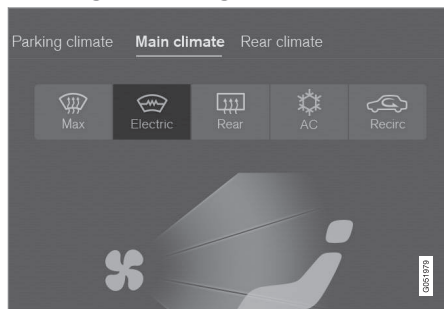 Parking climate Main climate Rear climate
Max Electric Rear AC Recirc
G051979